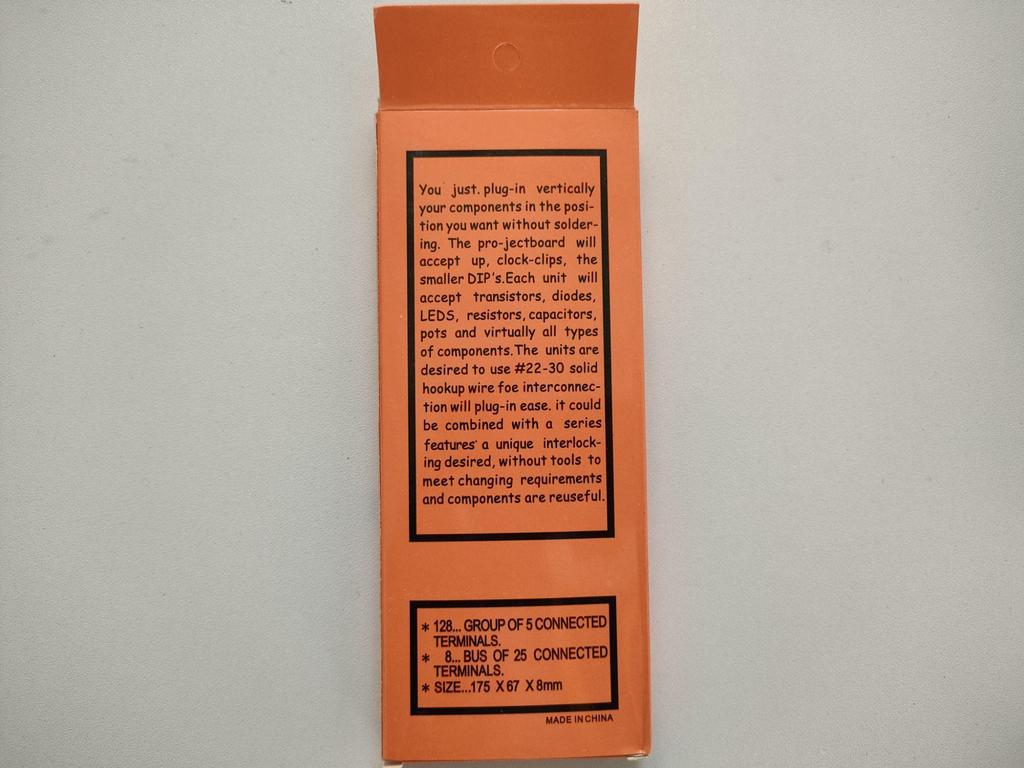 You just. plug-in vertically
your components in the posi-
tion you want without solder-
ing. The pro-jectboard will
accept up, clock-clips, the
smaller DIP's.Each unit will
accept transistors, diodes,
LEDS, resistors, capacitors,
pots and virtually all types
of components.The units are
desired to use #22-30 solid
hookup wire foe interconnec-
tion will plug-in ease. it could
be combined with a series
features a unique interlock-
ing desired, without tools to
meet changing requirements
and components are reuseful.
* 128... GROUP OF 5 CONNECTED
TERMINALS.
* 8... BUS OF 25 CONNECTED
TERMINALS.
* SIZE...175 X 67 X 8mm
MADE IN CHINA